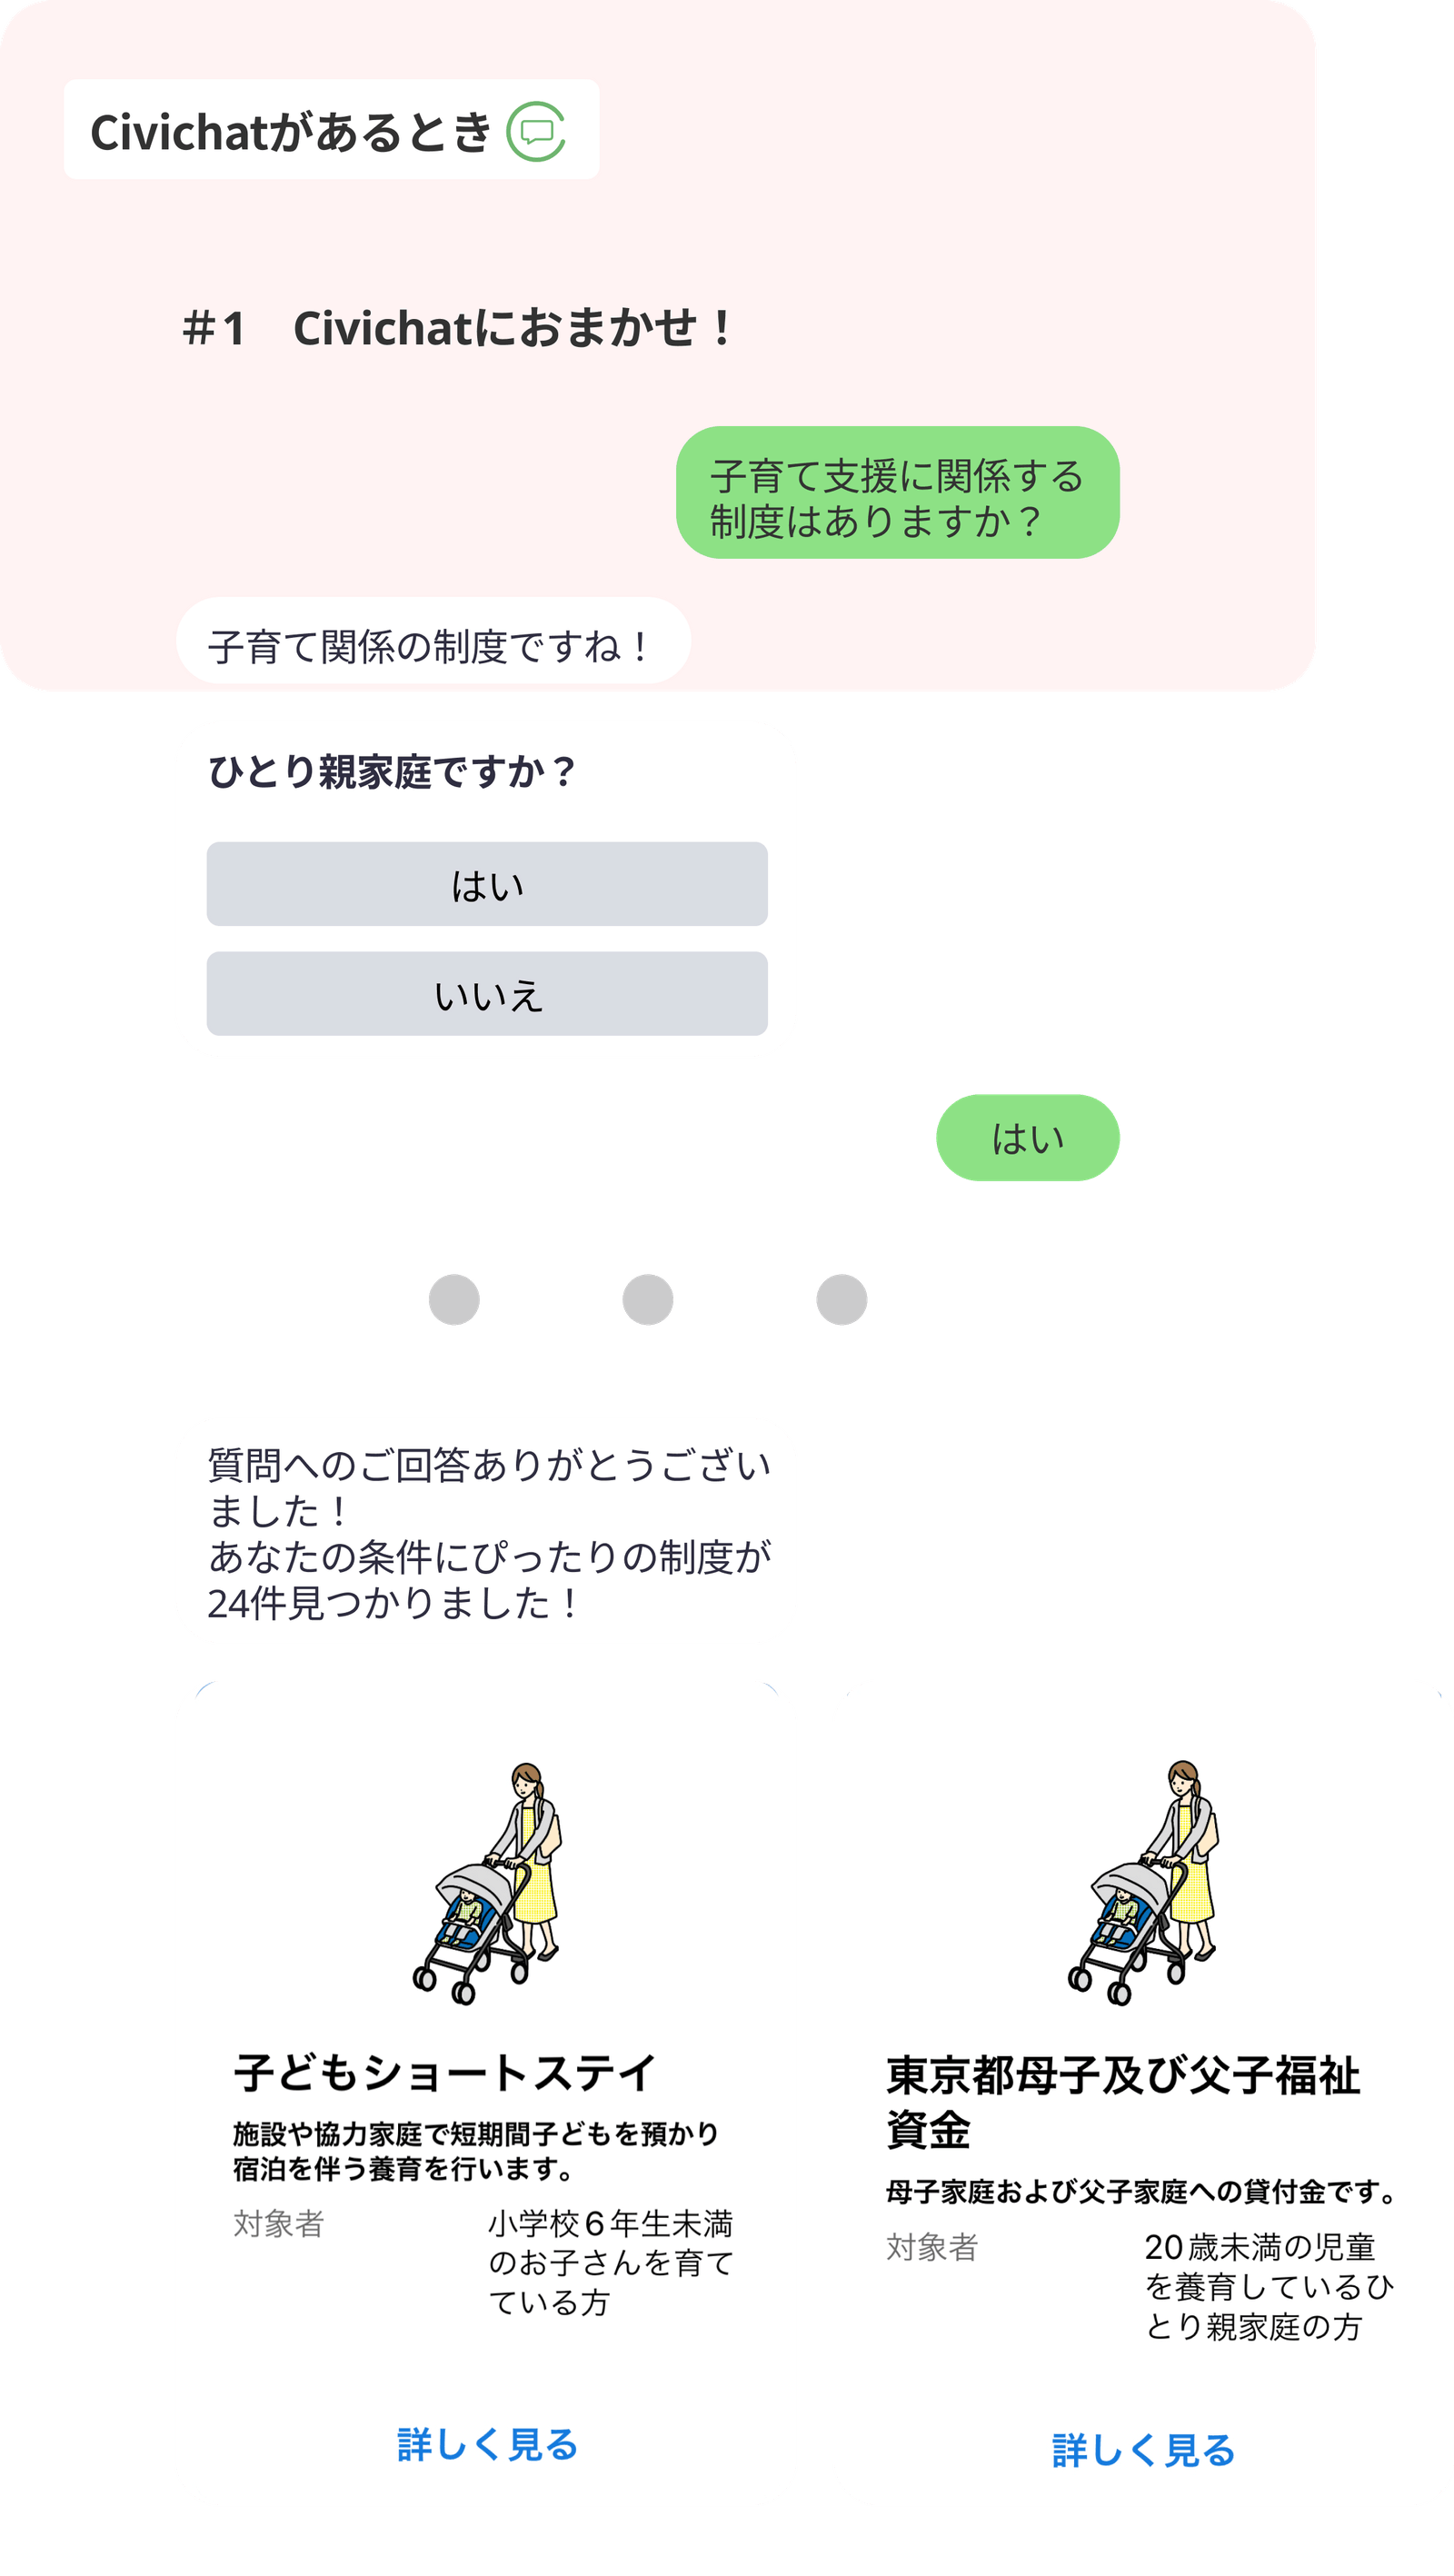 Civichatがあるとき
＃1　Civichatにおまかせ！
子育て支援に関係する
制度はありますか？
子育て関係の制度ですね！
ひとり親家庭ですか？
はい
いいえ
はい
質問へのご回答ありがとうござい
ました！
あなたの条件にぴったりの制度が
24件見つかりました！
子どもショートステイ
施設や協力家庭で短期間子どもを預かり
宿泊を伴う養育を行います。
対象者
小学校６年生未満
のお子さんを育て
ている方
詳しく見る
東京都母子及び父子福祉
資金
母子家庭および父子家庭への貸付金です。
対象者
20歳未満の児童
を養育しているひ
とり親家庭の方
詳しく見る